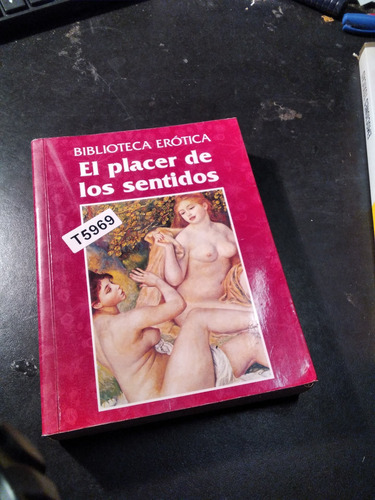 BIBLIOTECA ERÓTICA
El placer de
los sentidos
T5969